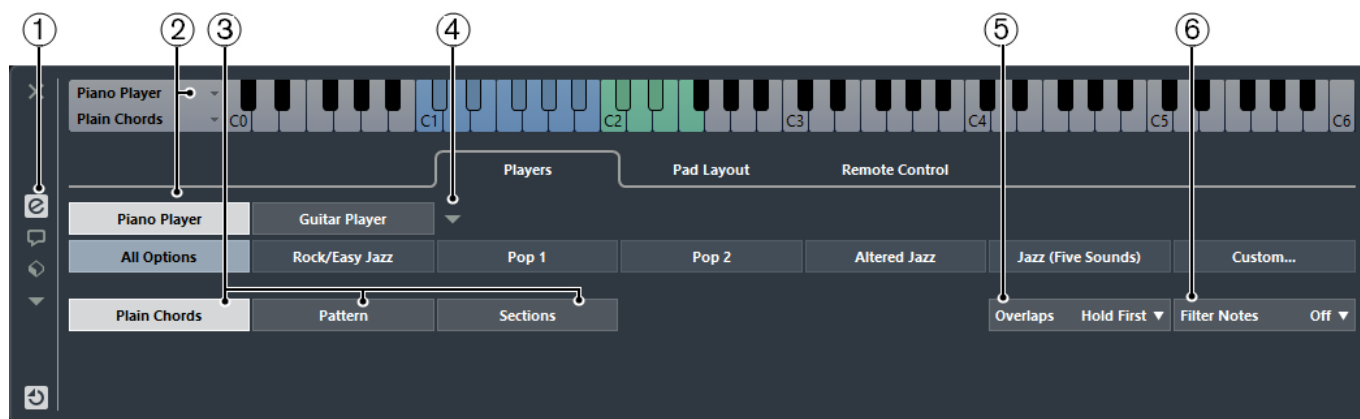 ① ② ③ ④ ⑤ ⑥
Piano Player
Plain Chords
C0 C1 C2 C3 C4 C5 C6
Players Pad Layout Remote Control
Piano Player Guitar Player
All Options Rock/Easy Jazz Pop 1 Pop 2 Altered Jazz Jazz (Five Sounds) Custom...
Plain Chords Pattern Sections Overlaps Hold First ▼ Filter Notes Off ▼